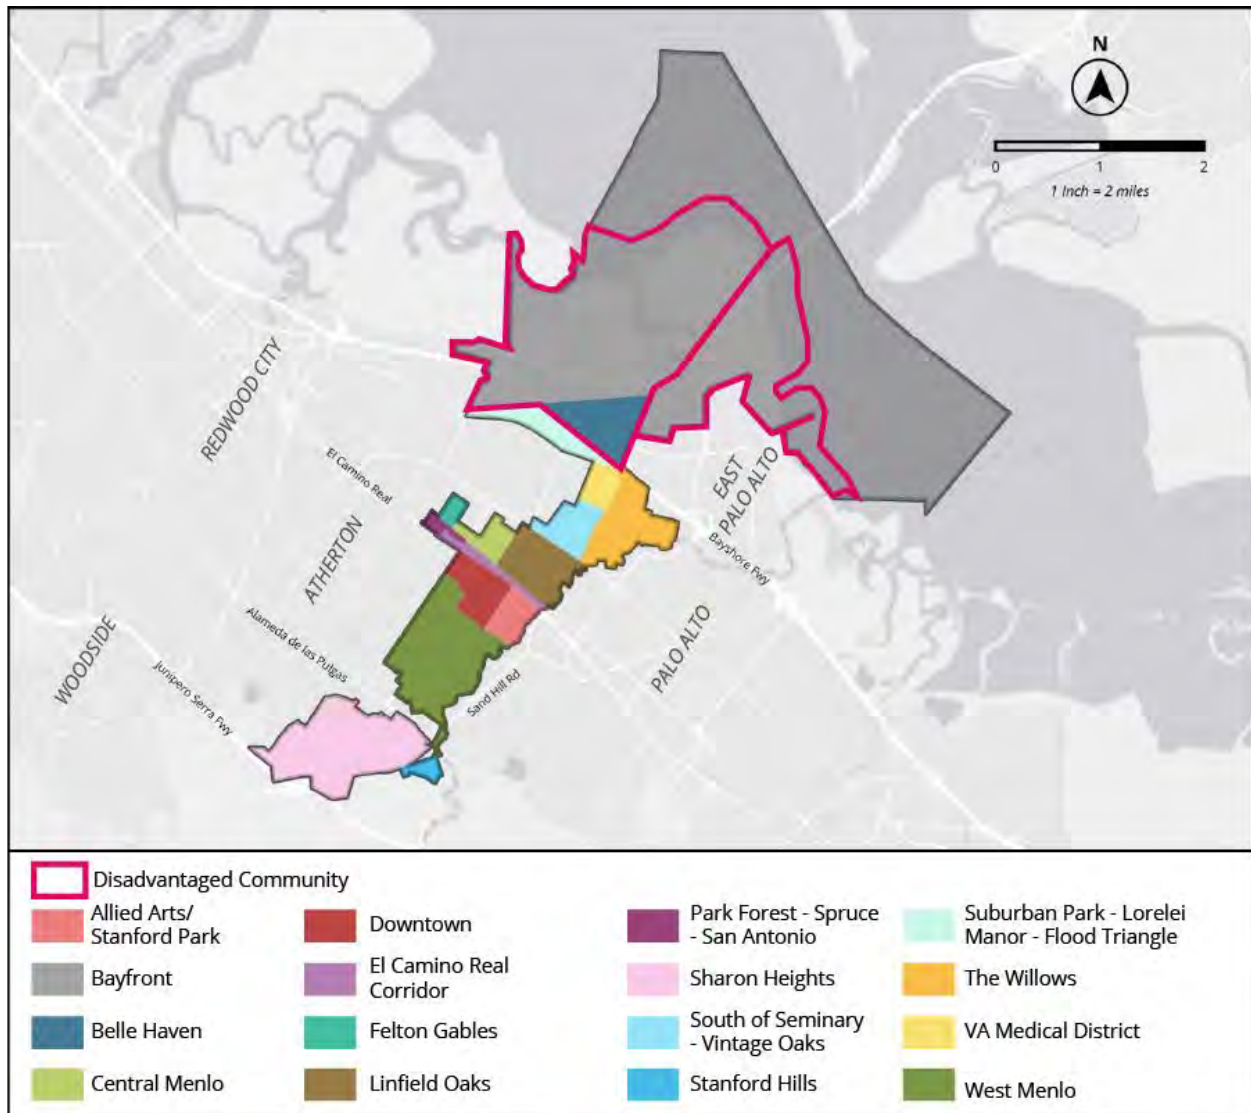 N
0 1 2
1 Inch = 2 miles
REDWOOD CITY
El Camino Real
EAST
PALO ALTO
ATHERTON
Bayshore Fwy
Alameda de las Pulgas
WOODSIDE
PALO ALTO
Junipero Serra Fwy
Sand Hill Rd
Disadvantaged Community
Allied Arts/
Stanford Park
Bayfront
Belle Haven
Central Menlo
Downtown
El Camino Real
Corridor
Felton Gables
Linfield Oaks
Park Forest - Spruce
- San Antonio
Sharon Heights
South of Seminary
- Vintage Oaks
Stanford Hills
Suburban Park - Lorelei
Manor - Flood Triangle
The Willows
VA Medical District
West Menlo